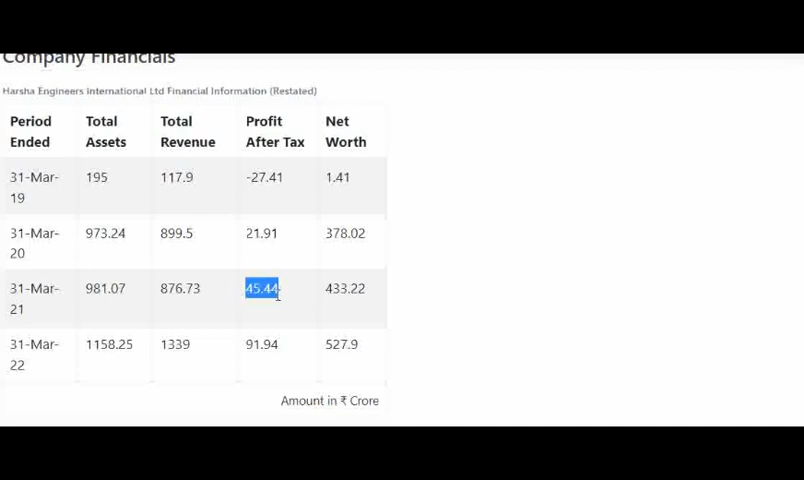 Company Financials
Harsha Engineers International Ltd Financial Information (Restated)
Period Ended Total Assets Total Revenue Profit After Tax Net Worth
31-Mar-19 195 117.9 -27.41 1.41
31-Mar-20 973.24 899.5 21.91 378.02
31-Mar-21 981.07 876.73 45.44 433.22
31-Mar-22 1158.25 1339 91.94 527.9
Amount in ₹ Crore